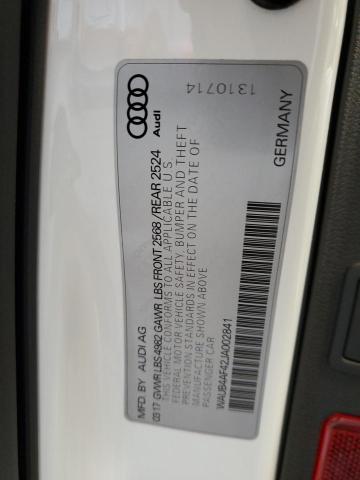 Audi
1310714
MFD. BY AUDI AG
03 17 GVWR LBS 4982 GAWR LBS FRONT 2568 / REAR 2524
THIS VEHICLE CONFORMS TO ALL APPLICABLE U S
FEDERAL MOTOR VEHICLE SAFETY, BUMPER AND THEFT
PREVENTION STANDARDS IN EFFECT ON THE DATE OF
MANUFACTURE SHOWN ABOVE
PASSENGER CAR
WAUB4AF42JA002841
GERMANY